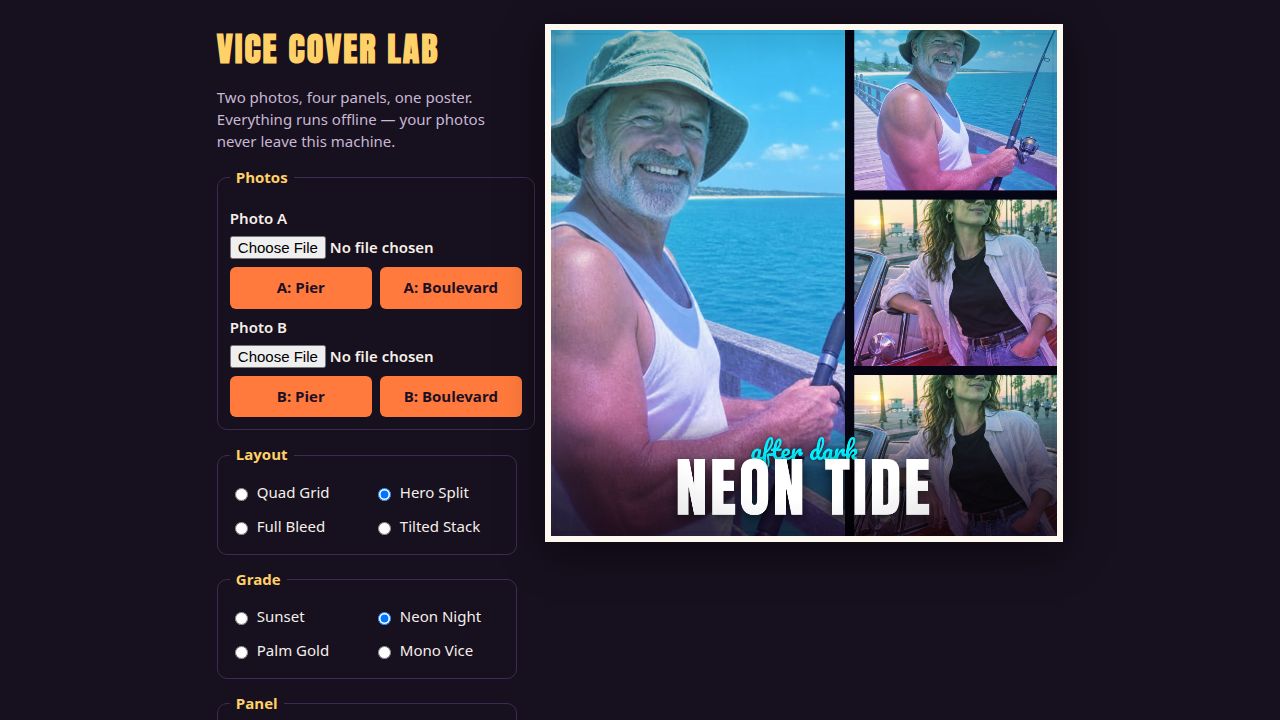 VICE COVER LAB
Two photos, four panels, one poster.
Everything runs offline — your photos
never leave this machine.
Photos
Photo A
Choose File No file chosen
A: Pier A: Boulevard
Photo B
Choose File No file chosen
B: Pier B: Boulevard
Layout
Quad Grid Hero Split
Full Bleed Tilted Stack
Grade
Sunset Neon Night
Palm Gold Mono Vice
Panel
after dark
NEON TIDE